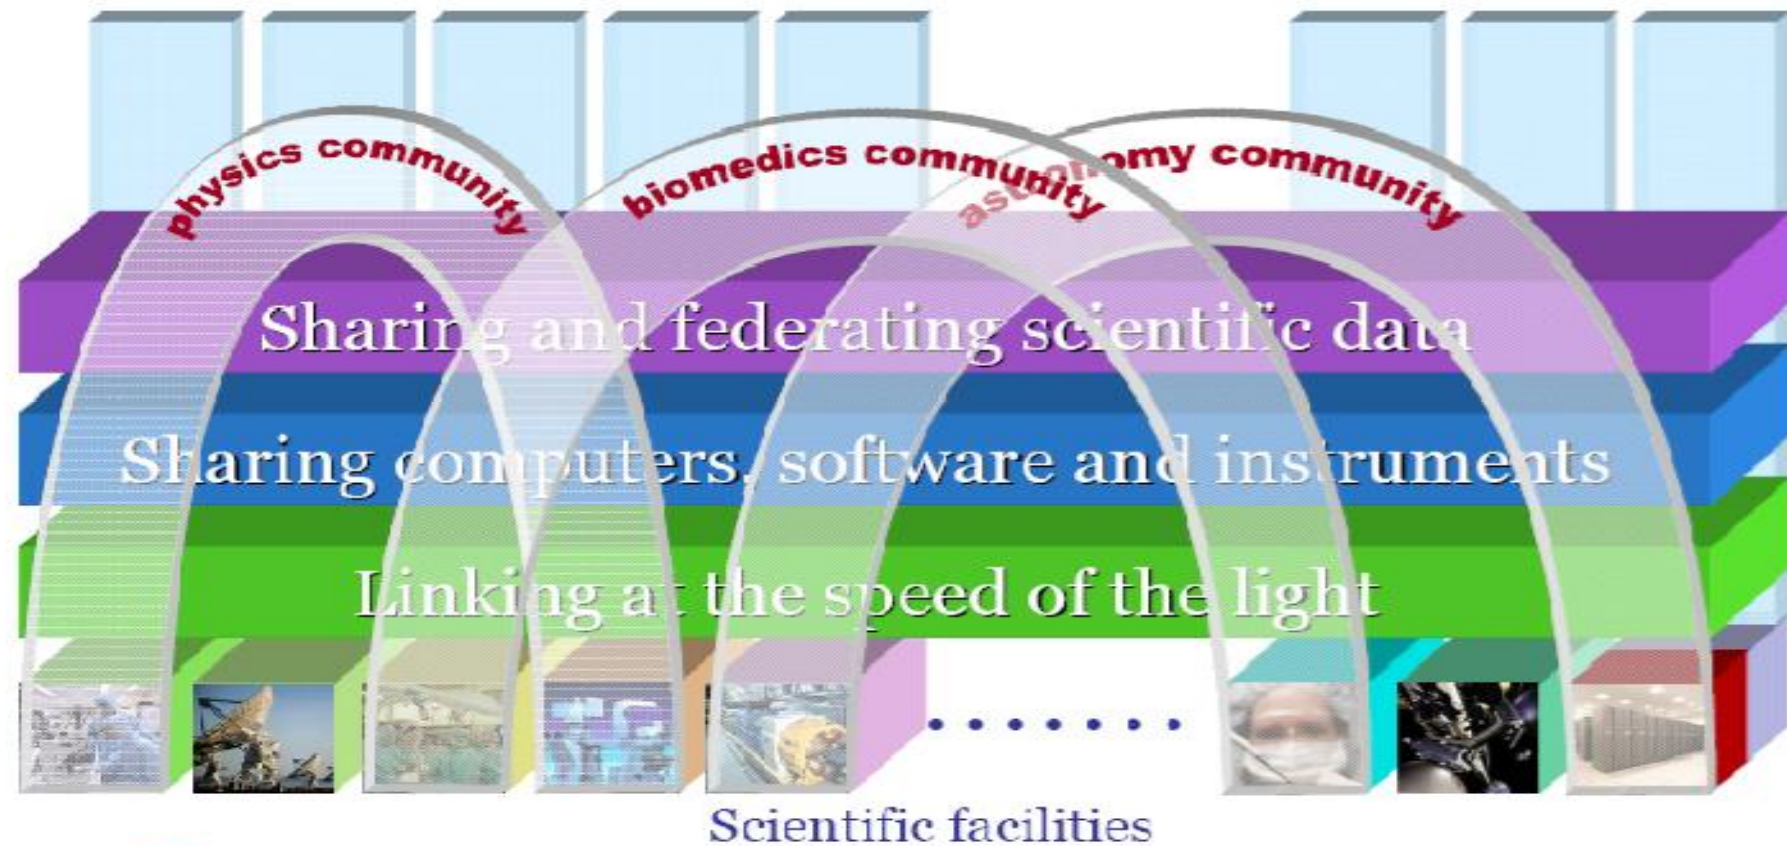 physics community
biomedics community
astronomy community
Sharing and federating scientific data
Sharing computers, software and instruments
Linking at the speed of the light
Scientific facilities